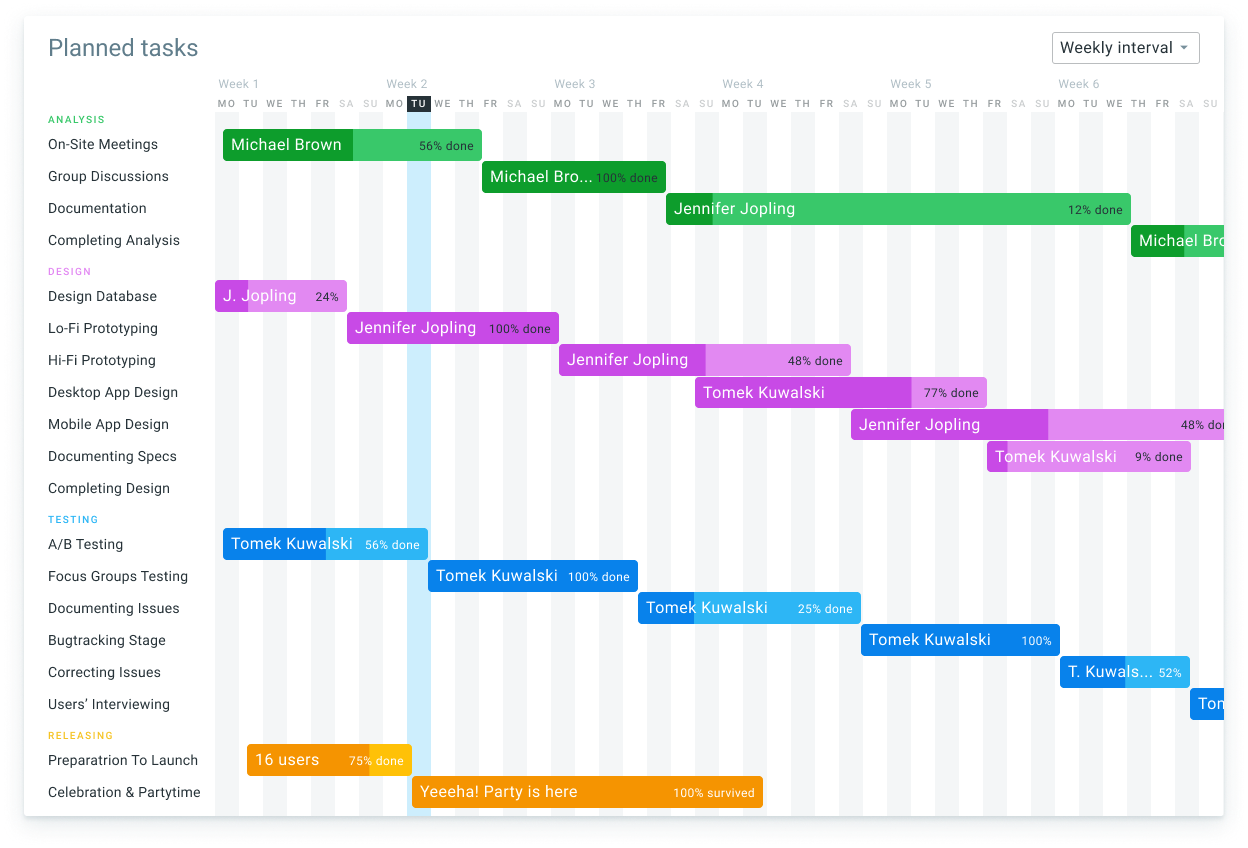 Planned tasks
Weekly interval
Week 1 Week 2 Week 3 Week 4 Week 5 Week 6
MO TU WE TH FR SA SU MO TU WE TH FR SA SU MO TU WE TH FR SA SU MO TU WE TH FR SA SU MO TU WE TH FR SA SU MO TU WE TH FR SA SU
ANALYSIS
On-Site Meetings Michael Brown 56% done
Group Discussions Michael Bro... 100% done
Documentation Jennifer Jopling 12% done
Completing Analysis Michael Bro
DESIGN
Design Database J. Jopling 24%
Lo-Fi Prototyping Jennifer Jopling 100% done
Hi-Fi Prototyping Jennifer Jopling 48% done
Desktop App Design Tomek Kuwalski 77% done
Mobile App Design Jennifer Jopling 48% don
Documenting Specs Tomek Kuwalski 9% done
Completing Design
TESTING
A/B Testing Tomek Kuwalski 56% done
Focus Groups Testing Tomek Kuwalski 100% done
Documenting Issues Tomek Kuwalski 25% done
Bugtracking Stage Tomek Kuwalski 100%
Correcting Issues T. Kuwals... 52%
Users’ Interviewing Tom
RELEASING
Preparatrion To Launch 16 users 75% done
Celebration & Partytime Yeeeha! Party is here 100% survived